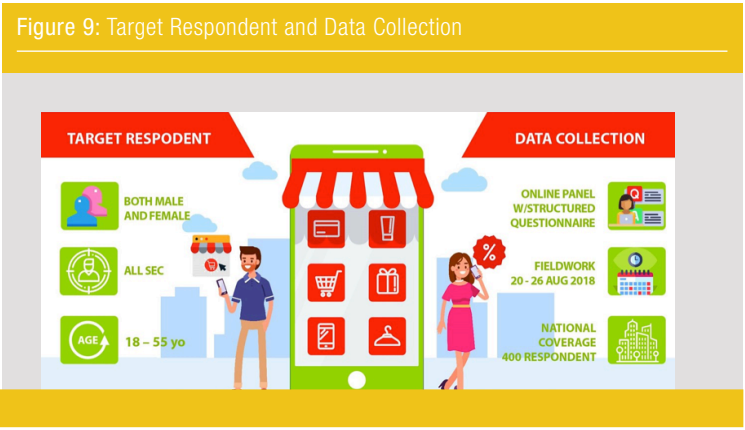 Figure 9: Target Respondent and Data Collection
TARGET RESPODENT
BOTH MALE
AND FEMALE
ALL SEC
AGE
18 – 55 yo
%
DATA COLLECTION
ONLINE PANEL
W/STRUCTURED
QUESTIONNAIRE
Q
A
FIELDWORK
20 - 26 AUG 2018
NATIONAL
COVERAGE
400 RESPONDENT